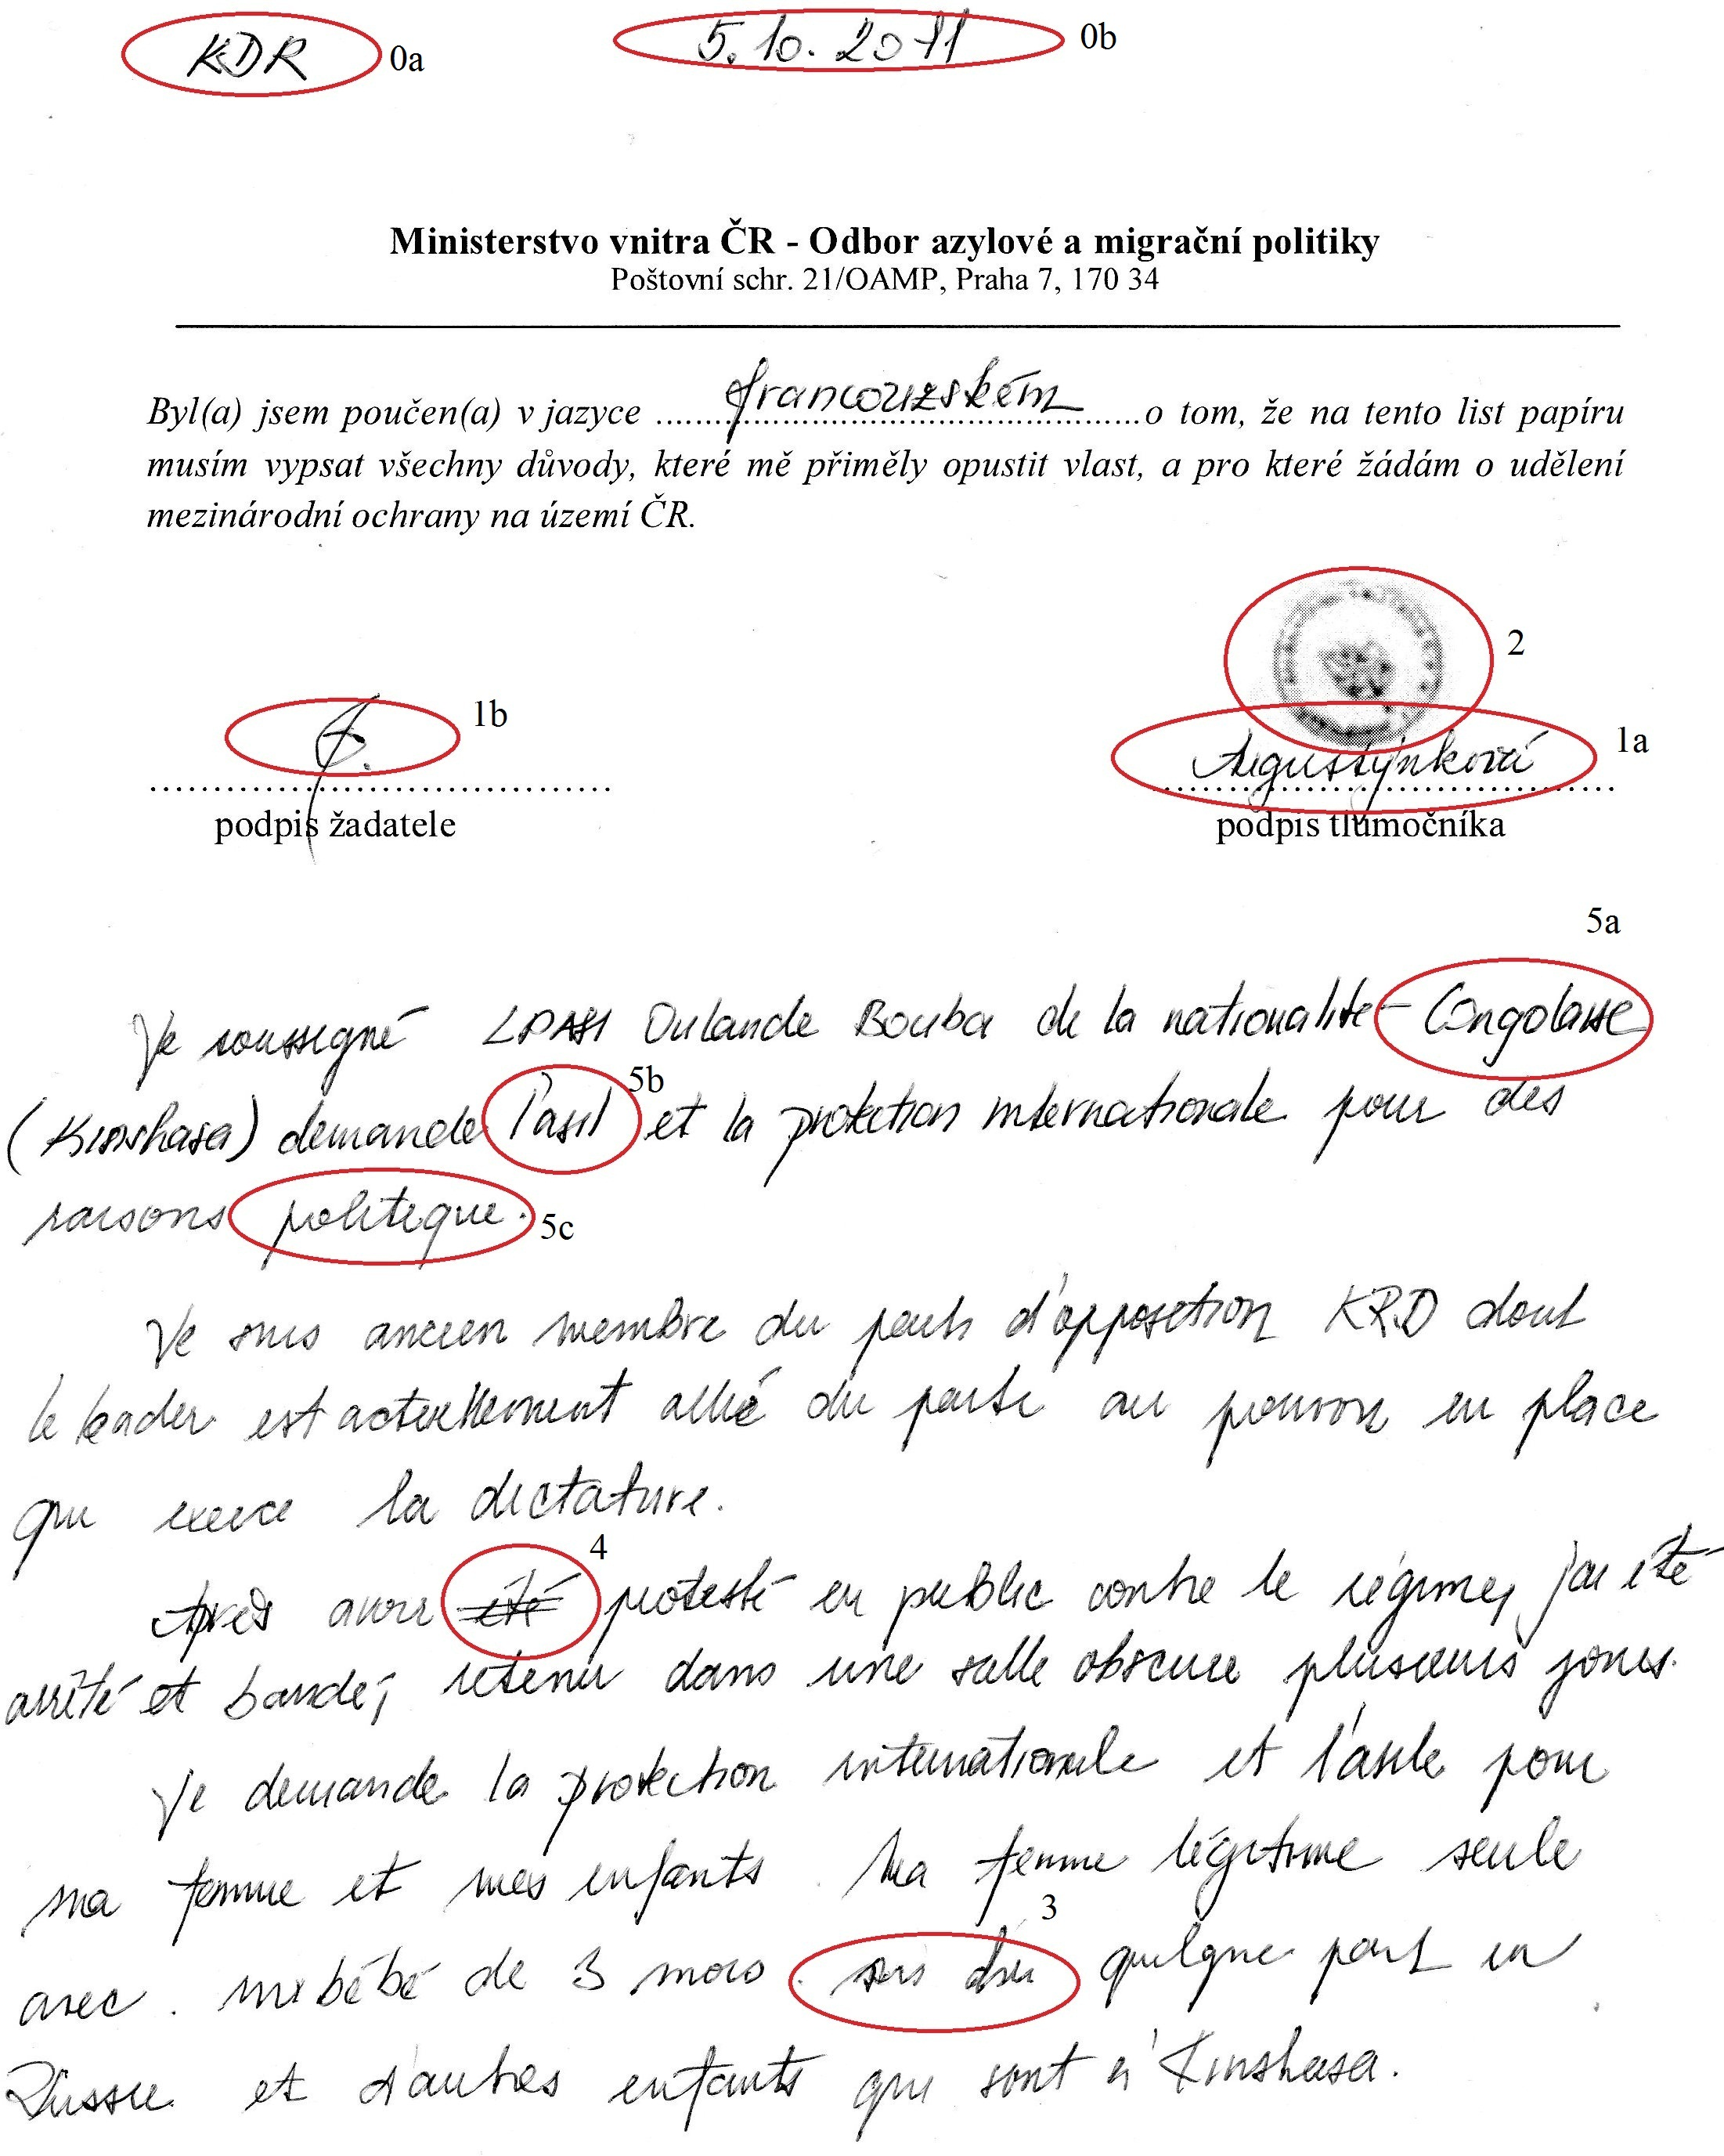 KDR 0a 5.10.2011 0b
Ministerstvo vnitra ČR - Odbor azylové a migrační politiky
Poštovní schr. 21/OAMP, Praha 7, 170 34
Byl(a) jsem poučen(a) v jazyce francouzském o tom, že na tento list papíru
musím vypsat všechny důvody, které mě přiměly opustit vlast, a pro které žádám o udělení
mezinárodní ochrany na území ČR.
2
1b
Augustýnková 1a
podpis žadatele podpis tlumočníka
5a
Je soussigné Oulande Bouba de la nationalité Congolaise
(Kinshasa) demande l'asil 5b et la protection internationale pour des
raisons politique. 5c
Je suis ancien membre du parti d'opposition KRD dont
le leader est actuellement allié du parti au pouvoir en place
qui exerce la dictature.
4
Après avoir été protesté en public contre le régime, j'ai été
arrêté et bandé, retenu dans une salle obscure plusieurs jours.
Je demande la protection internationale et l'asile pour
ma femme et mes enfants. Ma femme légitime seule
3
avec bébé de 3 mois. quelque part en
Russie et d'autres enfants qui sont à Kinshasa.